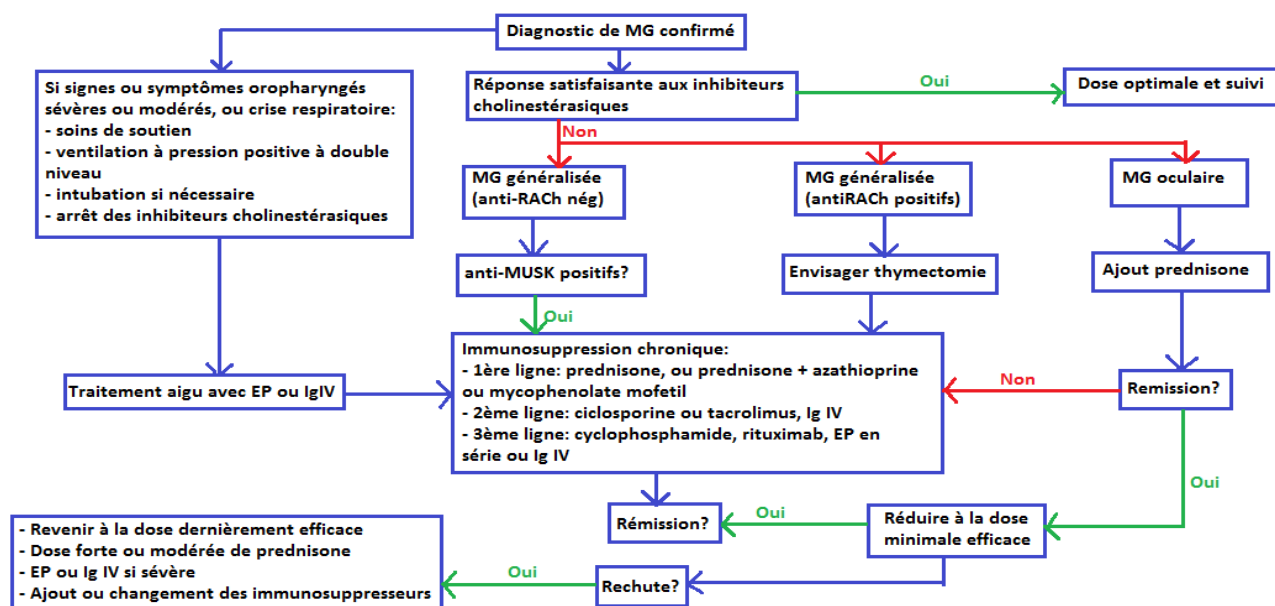 Diagnostic de MG confirmé
Si signes ou symptômes oropharyngés
sévères ou modérés, ou crise respiratoire:
- soins de soutien
- ventilation à pression positive à double
niveau
- intubation si nécessaire
- arrêt des inhibiteurs cholinestérasiques
Réponse satisfaisante aux inhibiteurs
cholinestérasiques
Oui
Dose optimale et suivi
Non
MG généralisée
(anti-RACh nég)
MG généralisée
(antiRACh positifs)
MG oculaire
anti-MUSK positifs?
Envisager thymectomie
Ajout prednisone
Oui
Traitement aigu avec EP ou IgIV
Immunosuppression chronique:
- 1ère ligne: prednisone, ou prednisone + azathioprine
ou mycophenolate mofetil
- 2ème ligne: ciclosporine ou tacrolimus, Ig IV
- 3ème ligne: cyclophosphamide, rituximab, EP en
série ou Ig IV
Non
Remission?
Oui
Rémission?
Oui
Réduire à la dose
minimale efficace
- Revenir à la dose dernièrement efficace
- Dose forte ou modérée de prednisone
- EP ou Ig IV si sévère
- Ajout ou changement des immunosuppresseurs
Oui
Rechute?